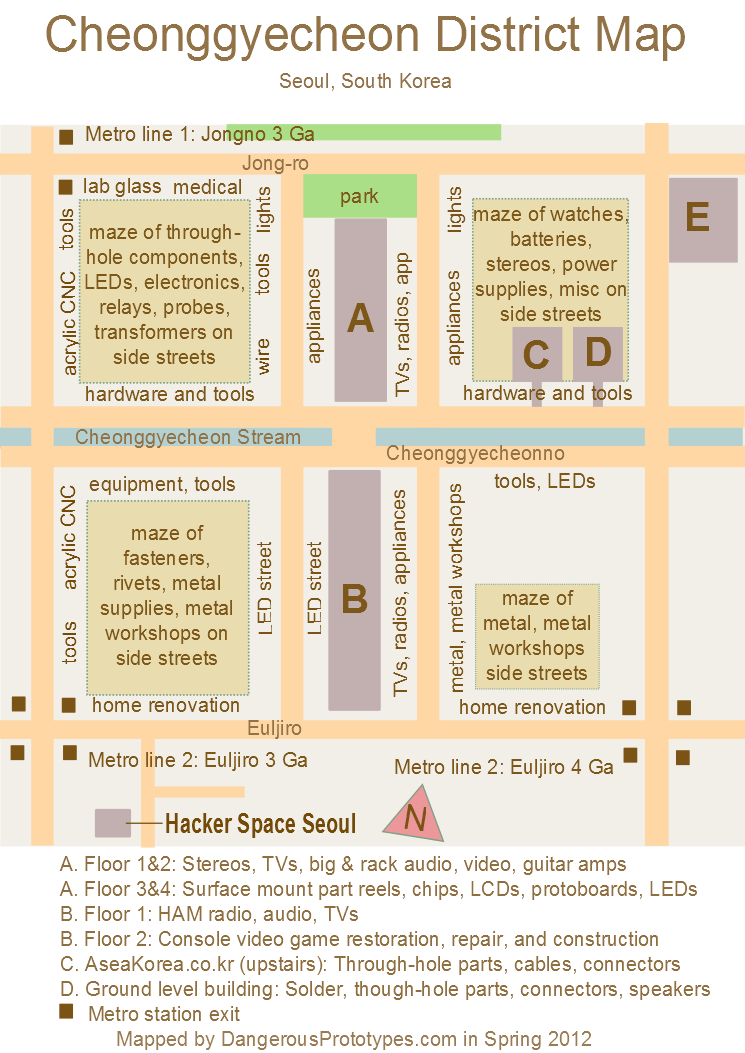 Cheonggyecheon District Map
Seoul, South Korea
Metro line 1: Jongno 3 Ga
Jong-ro
lab glass medical
tools
acrylic CNC
maze of through-
hole components,
LEDs, electronics,
relays, probes,
transformers on
side streets
lights
tools
wire
hardware and tools
park
appliances
A
TVs, radios, app
lights
appliances
maze of watches,
batteries,
stereos, power
supplies, misc on
side streets
C
D
hardware and tools
E
Cheonggyecheon Stream
Cheonggyecheonno
equipment, tools
acrylic CNC
tools
maze of
fasteners,
rivets, metal
supplies, metal
workshops on
side streets
LED street
home renovation
LED street
B
TVs, radios, appliances
tools, LEDs
metal, metal workshops
maze of
metal, metal
workshops
side streets
home renovation
Euljiro
Metro line 2: Euljiro 3 Ga
Metro line 2: Euljiro 4 Ga
Hacker Space Seoul
N
A. Floor 1&2: Stereos, TVs, big & rack audio, video, guitar amps
A. Floor 3&4: Surface mount part reels, chips, LCDs, protoboards, LEDs
B. Floor 1: HAM radio, audio, TVs
B. Floor 2: Console video game restoration, repair, and construction
C. AseaKorea.co.kr (upstairs): Through-hole parts, cables, connectors
D. Ground level building: Solder, though-hole parts, connectors, speakers
Metro station exit
Mapped by DangerousPrototypes.com in Spring 2012